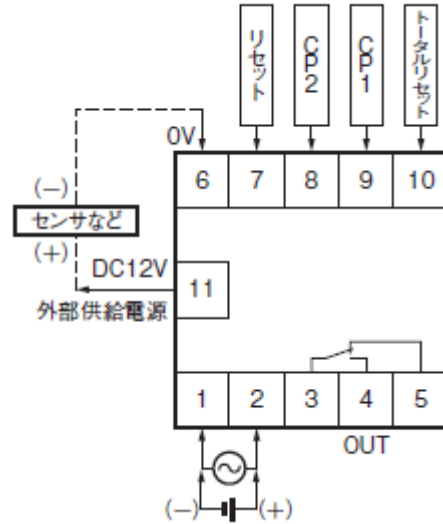 リセット
CP2
CP1
トータルリセット
0V
6 7 8 9 10
(−)
センサなど
(+)
DC12V
11
外部供給電源
1 2 3 4 5
OUT
(−) (+)